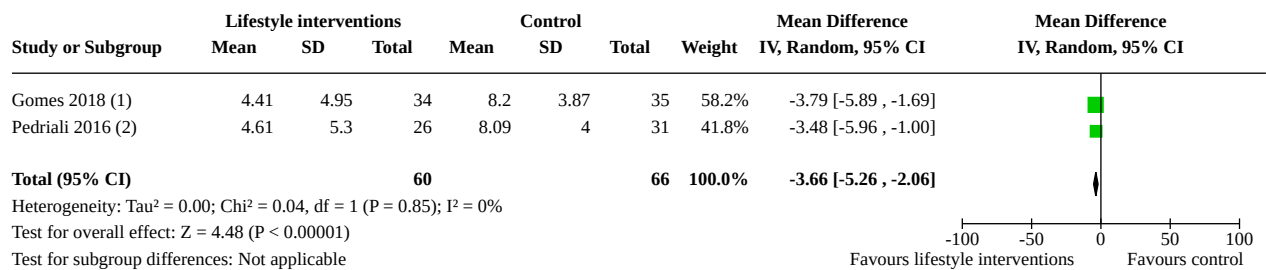 Lifestyle interventions Control Mean Difference Mean Difference
Study or Subgroup Mean SD Total Mean SD Total Weight IV, Random, 95% CI IV, Random, 95% CI
Gomes 2018 (1) 4.41 4.95 34 8.2 3.87 35 58.2% -3.79 [-5.89 , -1.69]
Pedriali 2016 (2) 4.61 5.3 26 8.09 4 31 41.8% -3.48 [-5.96 , -1.00]
Total (95% CI) 60 66 100.0% -3.66 [-5.26 , -2.06]
Heterogeneity: Tau² = 0.00; Chi² = 0.04, df = 1 (P = 0.85); I² = 0%
Test for overall effect: Z = 4.48 (P < 0.00001) -100 -50 0 50 100
Test for subgroup differences: Not applicable Favours lifestyle interventions Favours control